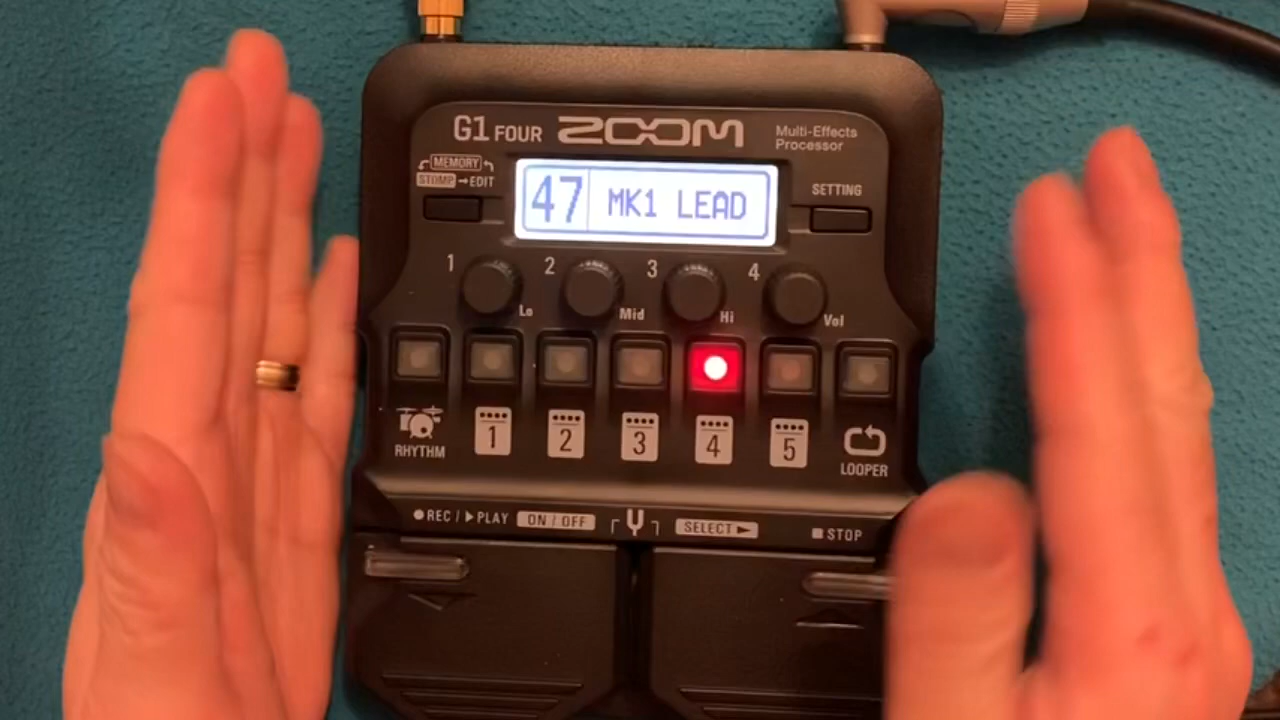 G1 FOUR ZOOM Multi-Effects Processor
MEMORY
STOMP → EDIT
47 MK1 LEAD
SETTING
1 2 3 4
Lo Mid Hi Vol
1 2 3 4 5
RHYTHM
LOOPER
●REC / ▶PLAY ON / OFF SELECT ▶ ■ STOP